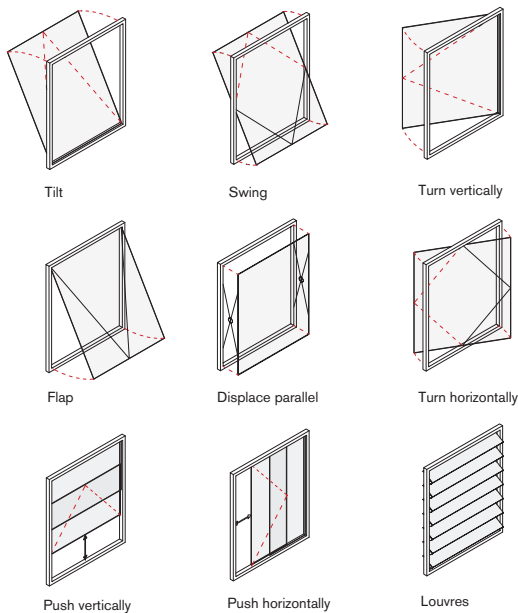 Tilt
Swing
Turn vertically
Flap
Displace parallel
Turn horizontally
Push vertically
Push horizontally
Louvres